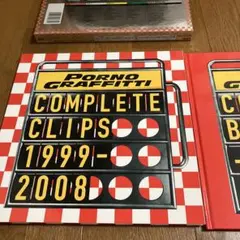 PORNO
GRAFFITTI
COMPLETE
CLIPS
1999-
2008
C
B